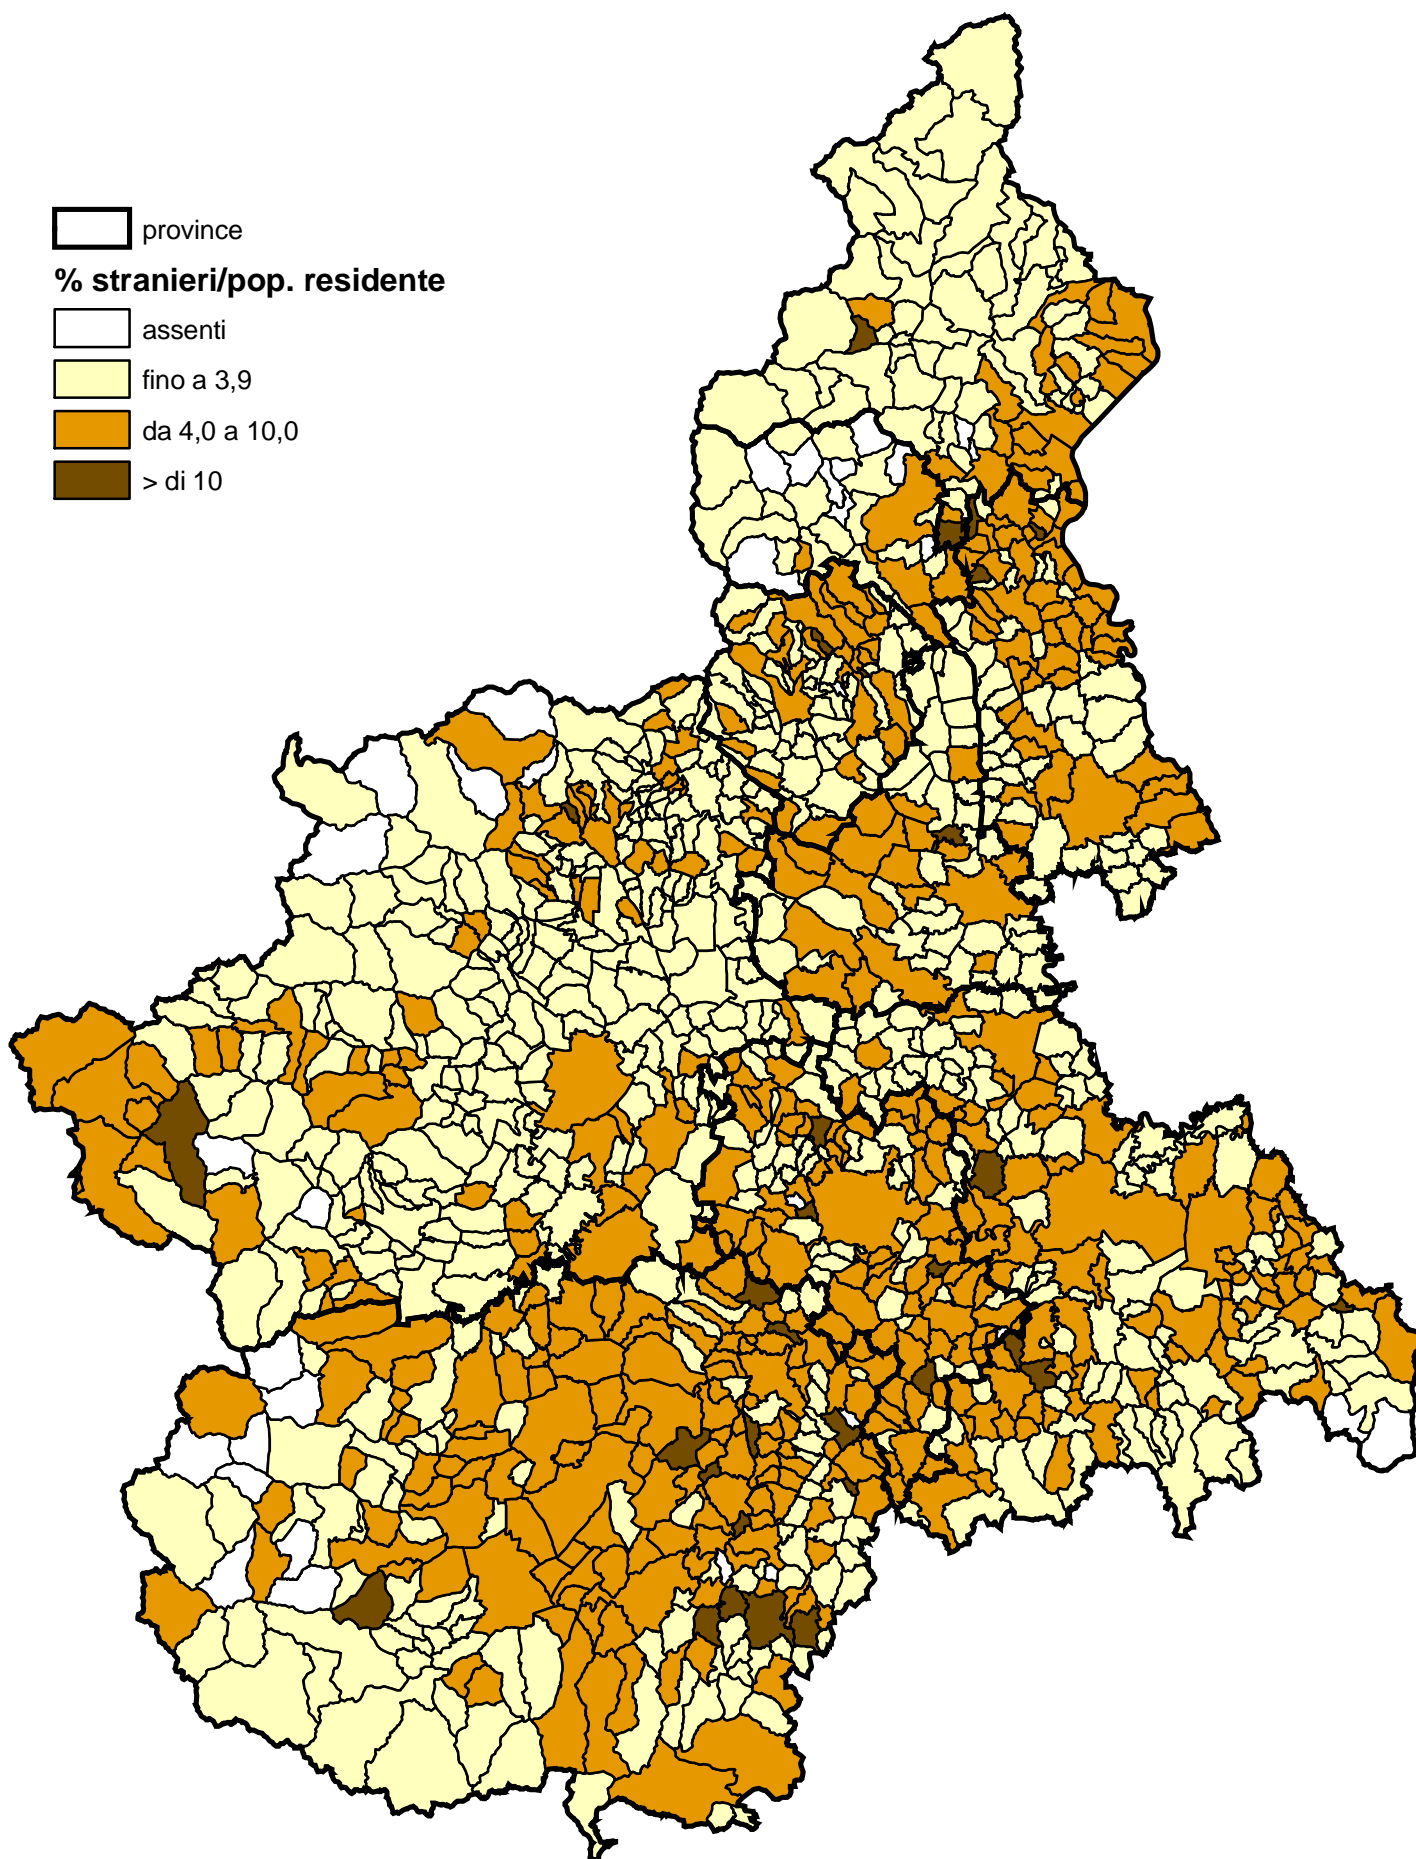 province
% stranieri/pop. residente
assenti
fino a 3,9
da 4,0 a 10,0
> di 10